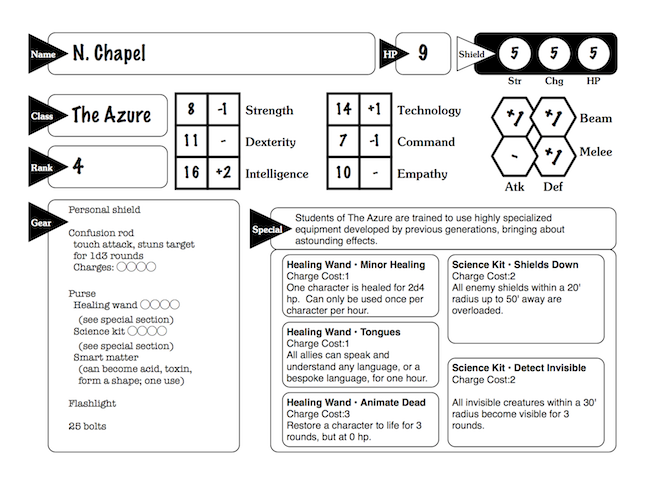 Name N. Chapel HP 9 Shield 5 5 5
Str Chg HP
Class The Azure
Rank 4
8 -1 Strength
11 - Dexterity
16 +2 Intelligence
14 +1 Technology
7 -1 Command
10 - Empathy
+1 +1 Beam
- +1 Melee
Atk Def
Gear
Personal shield
Confusion rod
touch attack, stuns target
for 1d3 rounds
Charges:
Purse
Healing wand
(see special section)
Science kit
(see special section)
Smart matter
(can become acid, toxin,
form a shape; one use)
Flashlight
25 bolts
Special
Students of The Azure are trained to use highly specialized
equipment developed by previous generations, bringing about
astounding effects.
Healing Wand • Minor Healing
Charge Cost:1
One character is healed for 2d4
hp. Can only be used once per
character per hour.
Healing Wand • Tongues
Charge Cost:1
All allies can speak and
understand any language, or a
bespoke language, for one hour.
Healing Wand • Animate Dead
Charge Cost:3
Restore a character to life for 3
rounds, but at 0 hp.
Science Kit • Shields Down
Charge Cost:2
All enemy shields within a 20'
radius up to 50' away are
overloaded.
Science Kit • Detect Invisible
Charge Cost:2
All invisible creatures within a 30'
radius become visible for 3
rounds.